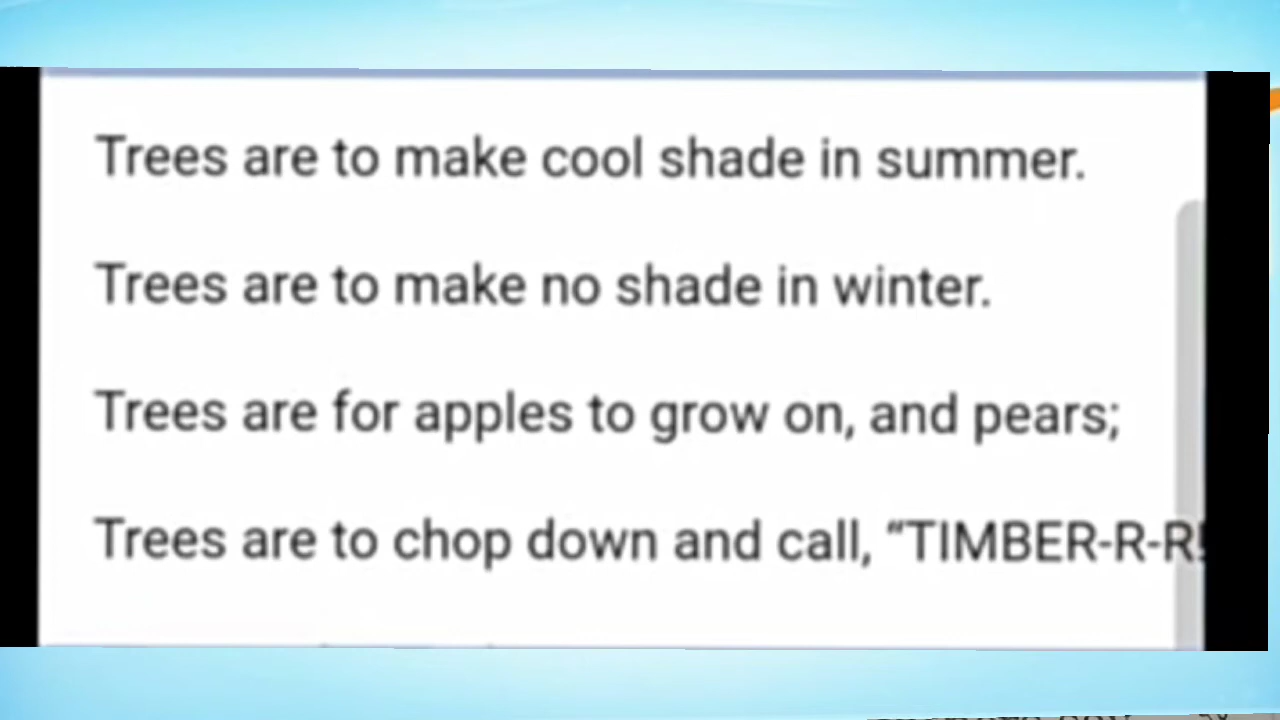 Trees are to make cool shade in summer.
Trees are to make no shade in winter.
Trees are for apples to grow on, and pears;
Trees are to chop down and call, “TIMBER-R-R!